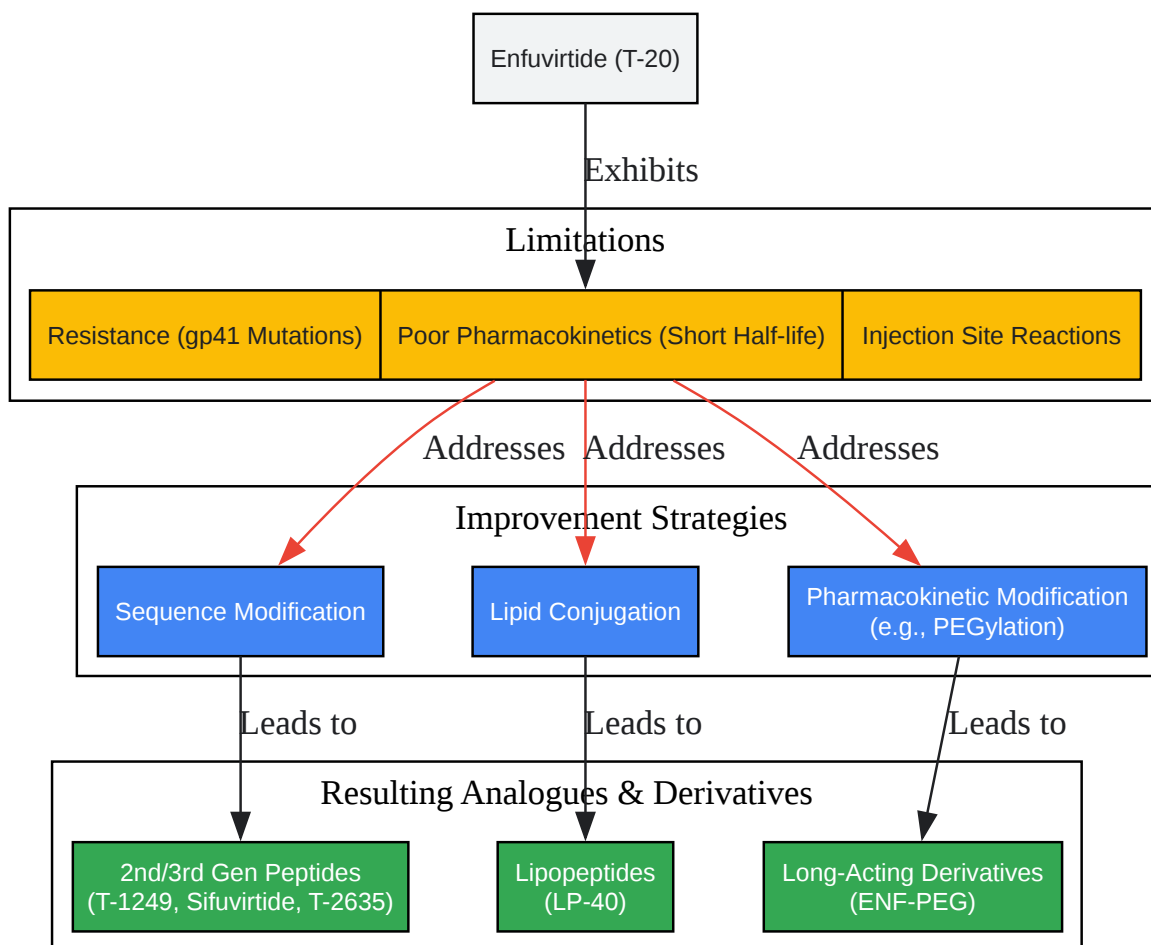 Enfuvirtide (T-20)
Exhibits
Limitations
Resistance (gp41 Mutations)
Poor Pharmacokinetics (Short Half-life)
Injection Site Reactions
Addresses
Addresses
Addresses
Improvement Strategies
Sequence Modification
Lipid Conjugation
Pharmacokinetic Modification
(e.g., PEGylation)
Leads to
Leads to
Leads to
Resulting Analogues & Derivatives
2nd/3rd Gen Peptides
(T-1249, Sifuvirtide, T-2635)
Lipopeptides
(LP-40)
Long-Acting Derivatives
(ENF-PEG)